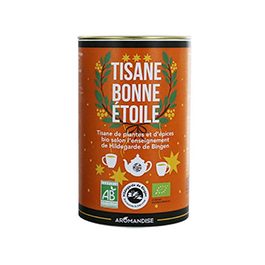 TISANE
BONNE
ÉTOILE
Tisane de plantes et d'épices
bio selon l'enseignement
de Hildegarde de Bingen
AB
AROMANDISE